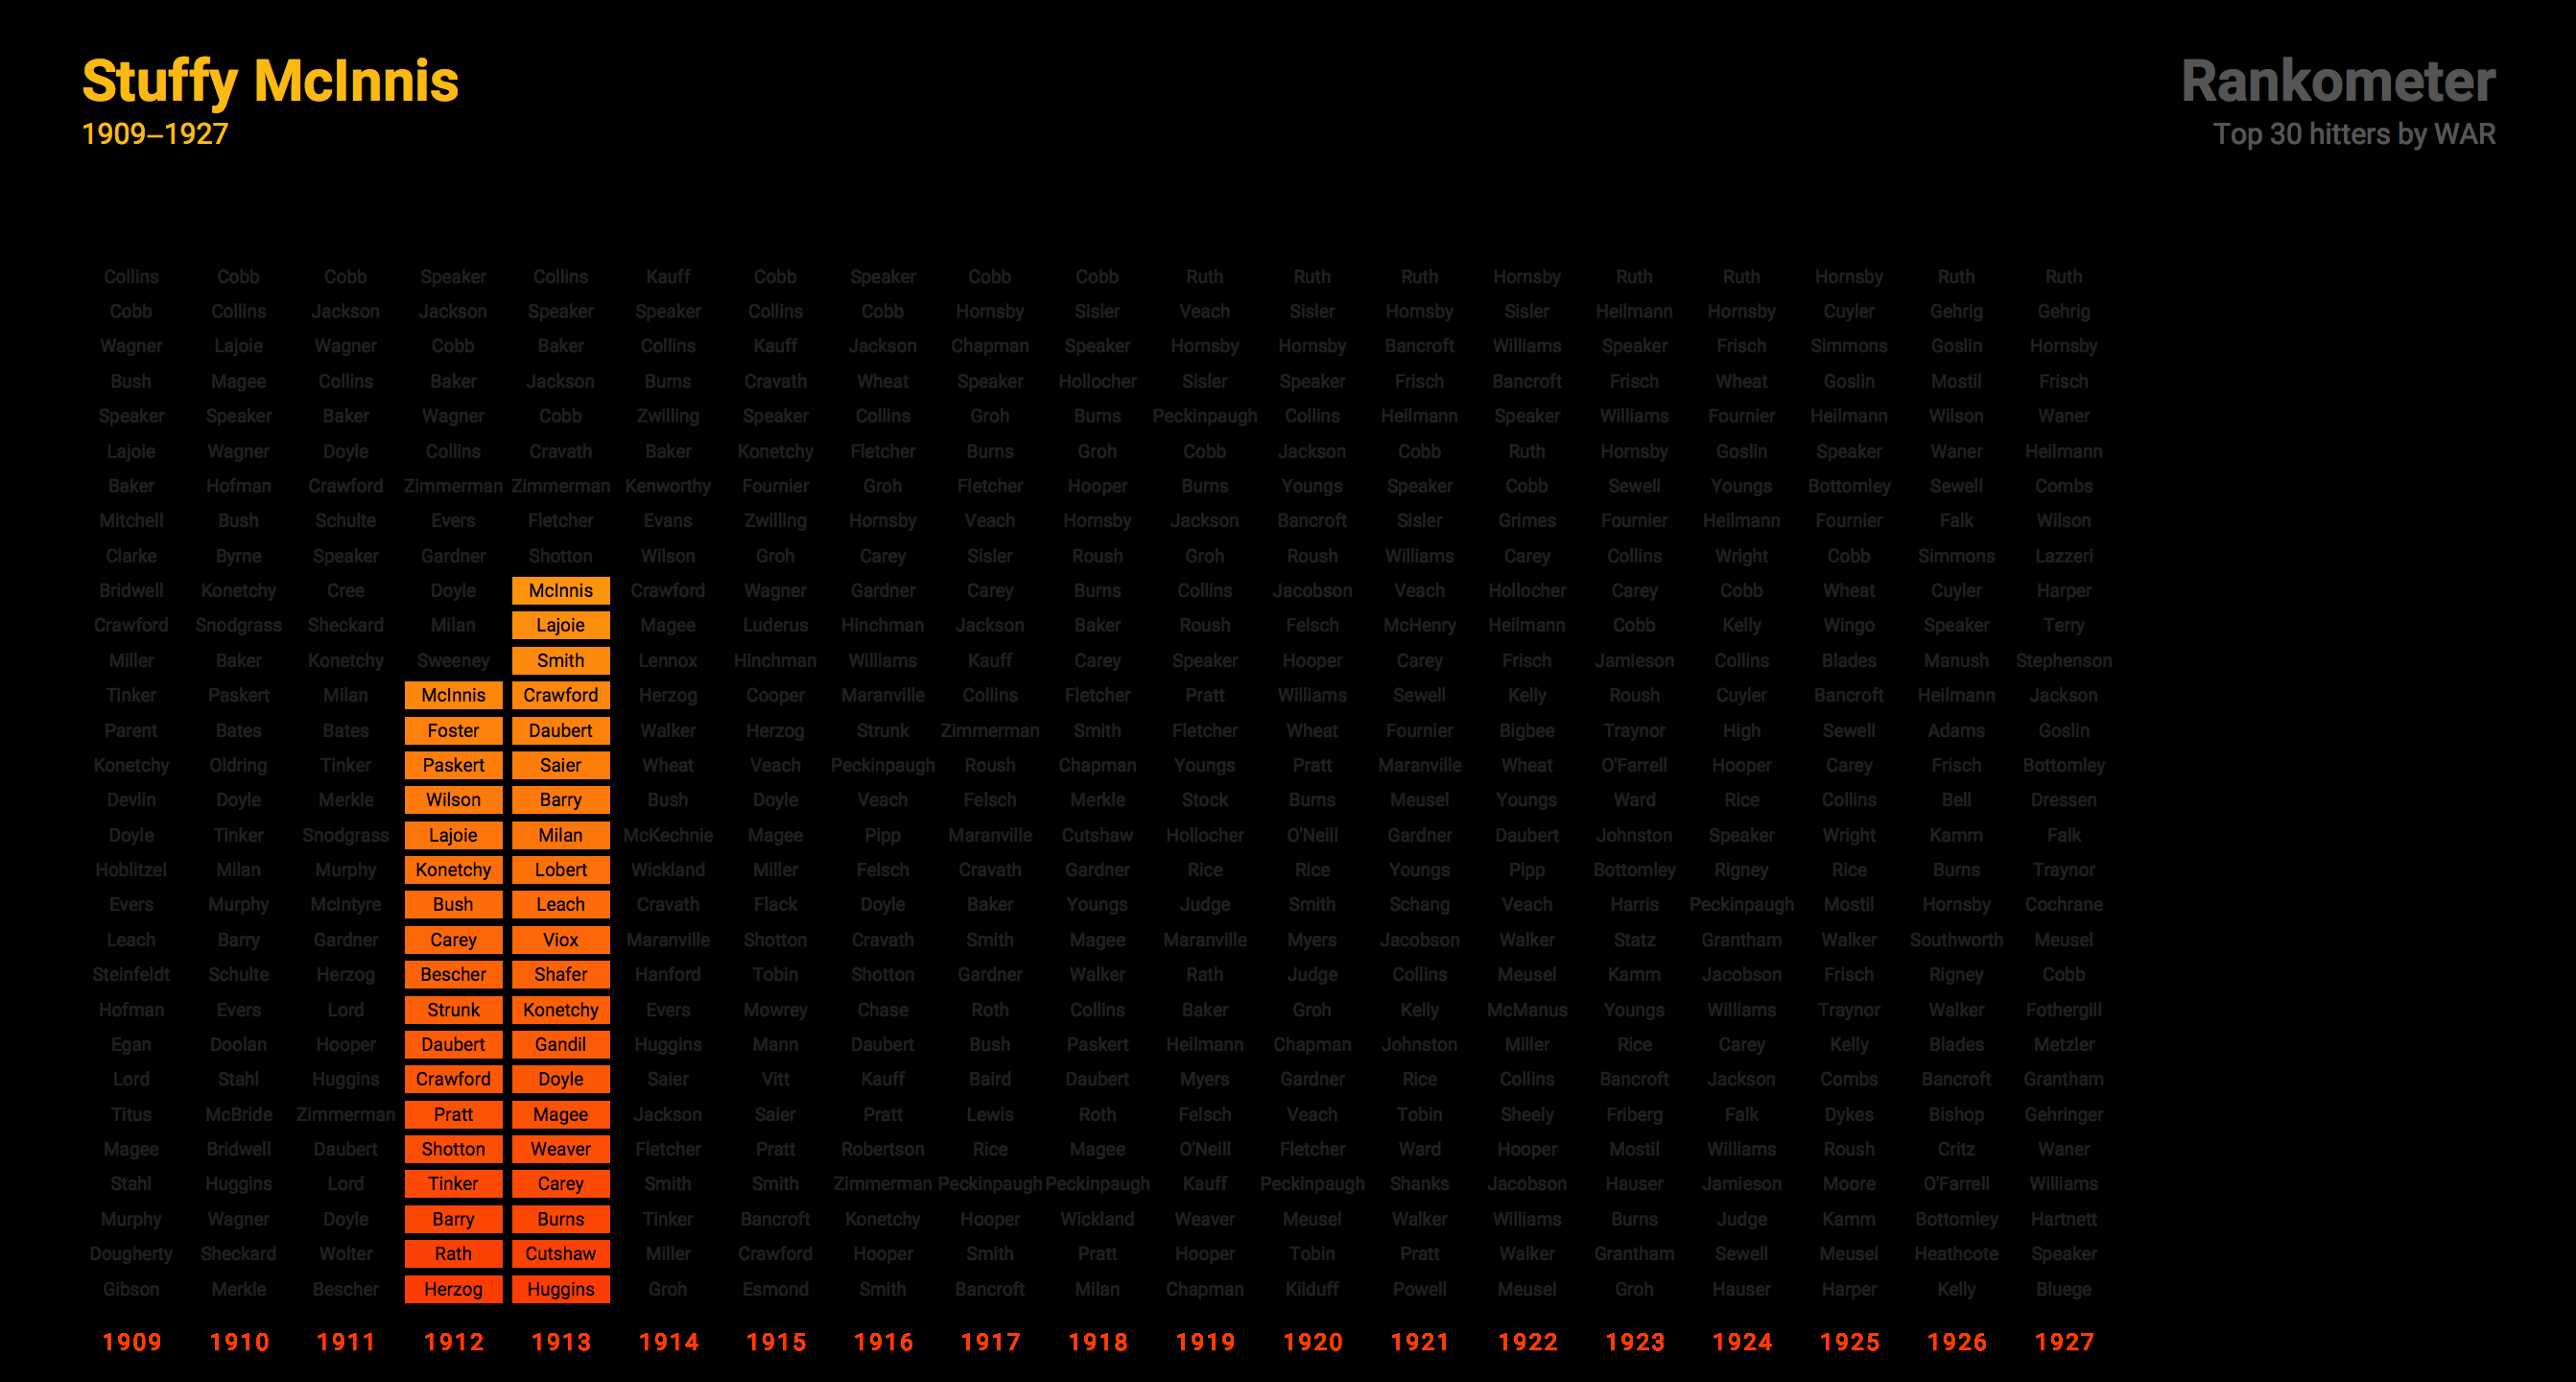 Stuffy McInnis
1909–1927
Rankometer
Top 30 hitters by WAR
Collins Cobb Cobb Speaker Collins Kauff Cobb Speaker Cobb Cobb Ruth Ruth Ruth Hornsby Ruth Ruth Hornsby Ruth Ruth
Cobb Collins Jackson Jackson Speaker Speaker Collins Cobb Hornsby Sisler Veach Sisler Hornsby Sisler Heilmann Hornsby Cuyler Gehrig Gehrig
Wagner Lajoie Wagner Cobb Baker Collins Kauff Jackson Chapman Speaker Hornsby Hornsby Bancroft Williams Speaker Frisch Simmons Goslin Hornsby
Bush Magee Collins Baker Jackson Burns Cravath Wheat Speaker Hollocher Sisler Speaker Frisch Bancroft Frisch Wheat Goslin Mostil Frisch
Speaker Speaker Baker Wagner Cobb Zwilling Speaker Collins Groh Burns Peckinpaugh Collins Heilmann Speaker Williams Fournier Heilmann Wilson Waner
Lajoie Wagner Doyle Collins Cravath Baker Konetchy Fletcher Burns Groh Cobb Jackson Cobb Ruth Hornsby Goslin Speaker Waner Heilmann
Baker Hofman Crawford Zimmerman Zimmerman Kenworthy Fournier Groh Fletcher Hooper Burns Youngs Speaker Cobb Sewell Youngs Bottomley Sewell Combs
Mitchell Bush Schulte Evers Fletcher Evans Zwilling Hornsby Veach Hornsby Jackson Bancroft Sisler Grimes Fournier Heilmann Fournier Falk Wilson
Clarke Byrne Speaker Gardner Shotton Wilson Groh Carey Sisler Roush Groh Roush Williams Carey Collins Wright Cobb Simmons Lazzeri
Bridwell Konetchy Cree Doyle McInnis Crawford Wagner Gardner Carey Burns Collins Jacobson Veach Hollocher Carey Cobb Wheat Cuyler Harper
Crawford Snodgrass Sheckard Milan Lajoie Magee Luderus Hinchman Jackson Baker Roush Felsch McHenry Heilmann Cobb Kelly Wingo Speaker Terry
Miller Baker Konetchy Sweeney Smith Lennox Hinchman Williams Kauff Carey Speaker Hooper Carey Frisch Jamieson Collins Blades Manush Stephenson
Tinker Paskert Milan McInnis Crawford Herzog Cooper Maranville Collins Fletcher Pratt Williams Sewell Kelly Roush Cuyler Bancroft Heilmann Jackson
Parent Bates Bates Foster Daubert Walker Herzog Strunk Zimmerman Smith Fletcher Wheat Fournier Bigbee Traynor High Sewell Adams Goslin
Konetchy Oldring Tinker Paskert Saier Wheat Veach Peckinpaugh Roush Chapman Youngs Pratt Maranville Wheat O'Farrell Hooper Carey Frisch Bottomley
Devlin Doyle Merkle Wilson Barry Bush Doyle Veach Felsch Merkle Stock Burns Meusel Youngs Ward Rice Collins Bell Dressen
Doyle Tinker Snodgrass Lajoie Milan McKechnie Magee Pipp Maranville Cutshaw Hollocher O'Neill Gardner Daubert Johnston Speaker Wright Kamm Falk
Hoblitzel Milan Murphy Konetchy Lobert Wickland Miller Felsch Cravath Gardner Rice Rice Youngs Pipp Bottomley Rigney Rice Burns Traynor
Evers Murphy McIntyre Bush Leach Cravath Flack Doyle Baker Youngs Judge Smith Schang Veach Harris Peckinpaugh Mostil Hornsby Cochrane
Leach Barry Gardner Carey Viox Maranville Shotton Cravath Smith Magee Maranville Myers Jacobson Walker Statz Grantham Walker Southworth Meusel
Steinfeldt Schulte Herzog Bescher Shafer Hanford Tobin Shotton Gardner Walker Rath Judge Collins Meusel Kamm Jacobson Frisch Rigney Cobb
Hofman Evers Lord Strunk Konetchy Evers Mowrey Chase Roth Collins Baker Groh Kelly McManus Youngs Williams Traynor Walker Fothergill
Egan Doolan Hooper Daubert Gandil Huggins Mann Daubert Bush Paskert Heilmann Chapman Johnston Miller Rice Carey Kelly Blades Metzler
Lord Stahl Huggins Crawford Doyle Saier Vitt Kauff Baird Daubert Myers Gardner Rice Collins Bancroft Jackson Combs Bancroft Grantham
Titus McBride Zimmerman Pratt Magee Jackson Saier Pratt Lewis Roth Felsch Veach Tobin Sheely Friberg Falk Dykes Bishop Gehringer
Magee Bridwell Daubert Shotton Weaver Fletcher Pratt Robertson Rice Magee O'Neill Fletcher Ward Hooper Mostil Williams Roush Critz Waner
Stahl Huggins Lord Tinker Carey Smith Smith Zimmerman Peckinpaugh Peckinpaugh Kauff Peckinpaugh Shanks Jacobson Hauser Jamieson Moore O'Farrell Williams
Murphy Wagner Doyle Barry Burns Tinker Bancroft Konetchy Hooper Wickland Weaver Meusel Walker Williams Burns Judge Kamm Bottomley Hartnett
Dougherty Sheckard Wolter Rath Cutshaw Miller Crawford Hooper Smith Pratt Hooper Tobin Pratt Walker Grantham Sewell Meusel Heathcote Speaker
Gibson Merkle Bescher Herzog Huggins Groh Esmond Smith Bancroft Milan Chapman Kilduff Powell Meusel Groh Hauser Harper Kelly Bluege
1909 1910 1911 1912 1913 1914 1915 1916 1917 1918 1919 1920 1921 1922 1923 1924 1925 1926 1927